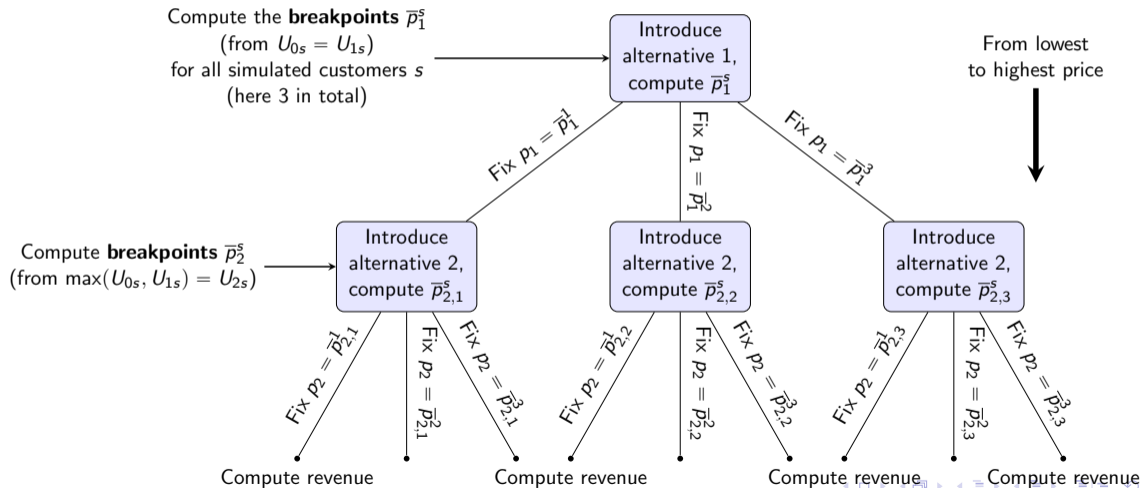 Compute the breakpoints p̅₁ˢ
(from U₀ₛ = U₁ₛ)
for all simulated customers s
(here 3 in total)
Introduce
alternative 1,
compute p̅₁ˢ
From lowest
to highest price
Fix p₁ = p̅₁¹
Fix p₁ = p̅₁²
Fix p₁ = p̅₁³
Compute breakpoints p̅₂ˢ
(from max(U₀ₛ, U₁ₛ) = U₂ₛ)
Introduce
alternative 2,
compute p̅ˢ₂,₁
Introduce
alternative 2,
compute p̅ˢ₂,₂
Introduce
alternative 2,
compute p̅ˢ₂,₃
Fix p₂ = p̅¹₂,₁
Fix p₂ = p̅²₂,₁
Fix p₂ = p̅³₂,₁
Fix p₂ = p̅¹₂,₂
Fix p₂ = p̅²₂,₂
Fix p₂ = p̅³₂,₂
Fix p₂ = p̅¹₂,₃
Fix p₂ = p̅²₂,₃
Fix p₂ = p̅³₂,₃
Compute revenue
Compute revenue
Compute revenue
Compute revenue